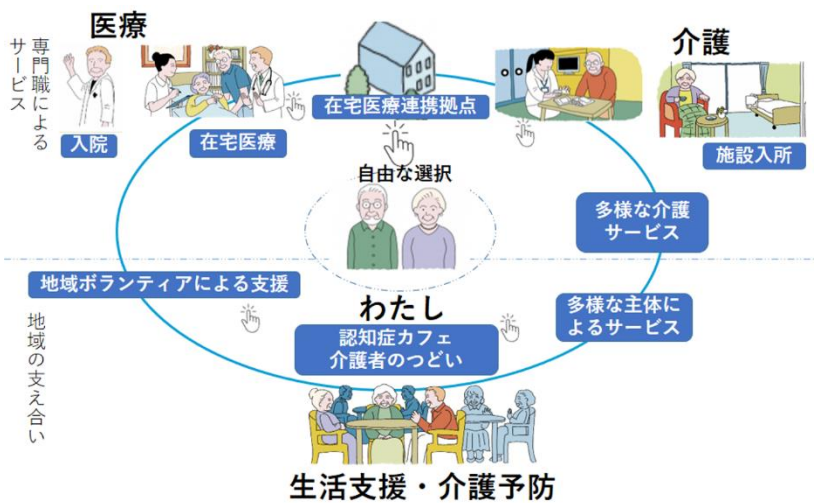 医療
介護
専門職による
サービス
入院
在宅医療
在宅医療連携拠点
施設入所
自由な選択
多様な介護
サービス
地域ボランティアによる支援
わたし
多様な主体に
よるサービス
認知症カフェ
介護者のつどい
地域の支え合い
生活支援・介護予防